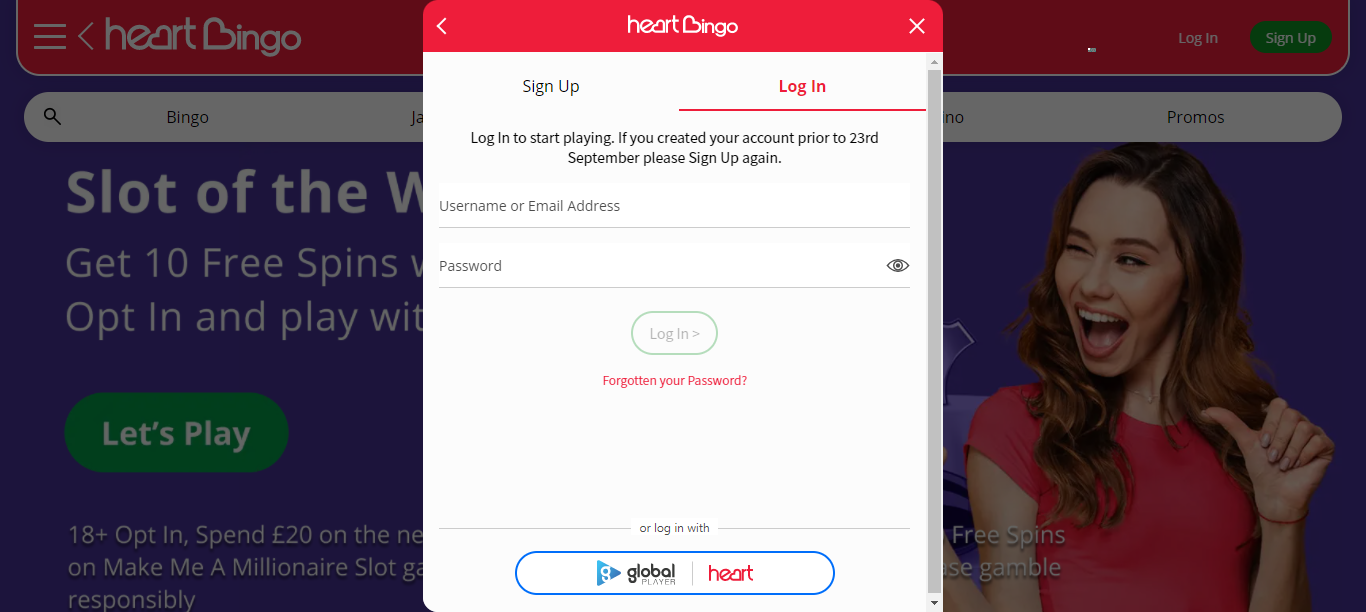 heart Bingo
Log In
Sign Up
heart Bingo
Bingo
Promos
Sign Up
Log In
Log In to start playing. If you created your account prior to 23rd
September please Sign Up again.
Username or Email Address
Password
Log In >
Forgotten your Password?
or log in with
global
PLAYER
heart
Slot of the
Get 10 Free Spins
Opt In and play wit
Let's Play
18+ Opt In, Spend £20 on the ne
Free Spins
on Make Me A Millionaire Slot ga
ase gamble
responsibly